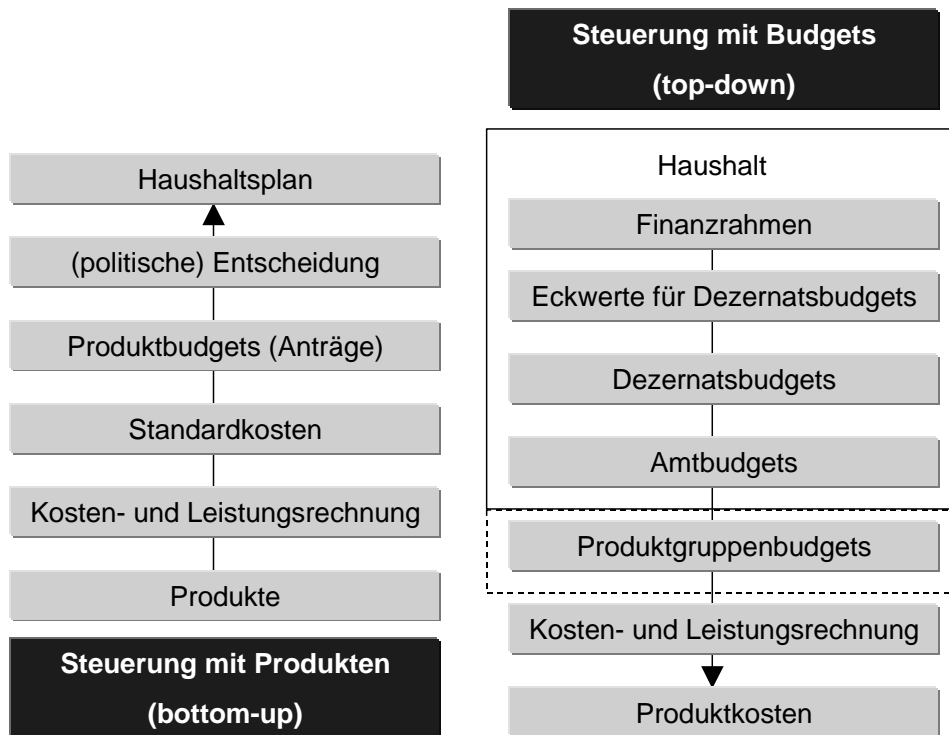 Steuerung mit Budgets
(top-down)
Haushalt
Finanzrahmen
Eckwerte für Dezernatsbudgets
Dezernatsbudgets
Amtbudgets
Produktgruppenbudgets
Kosten- und Leistungsrechnung
Produktkosten
Haushaltsplan
(politische) Entscheidung
Produktbudgets (Anträge)
Standardkosten
Kosten- und Leistungsrechnung
Produkte
Steuerung mit Produkten
(bottom-up)